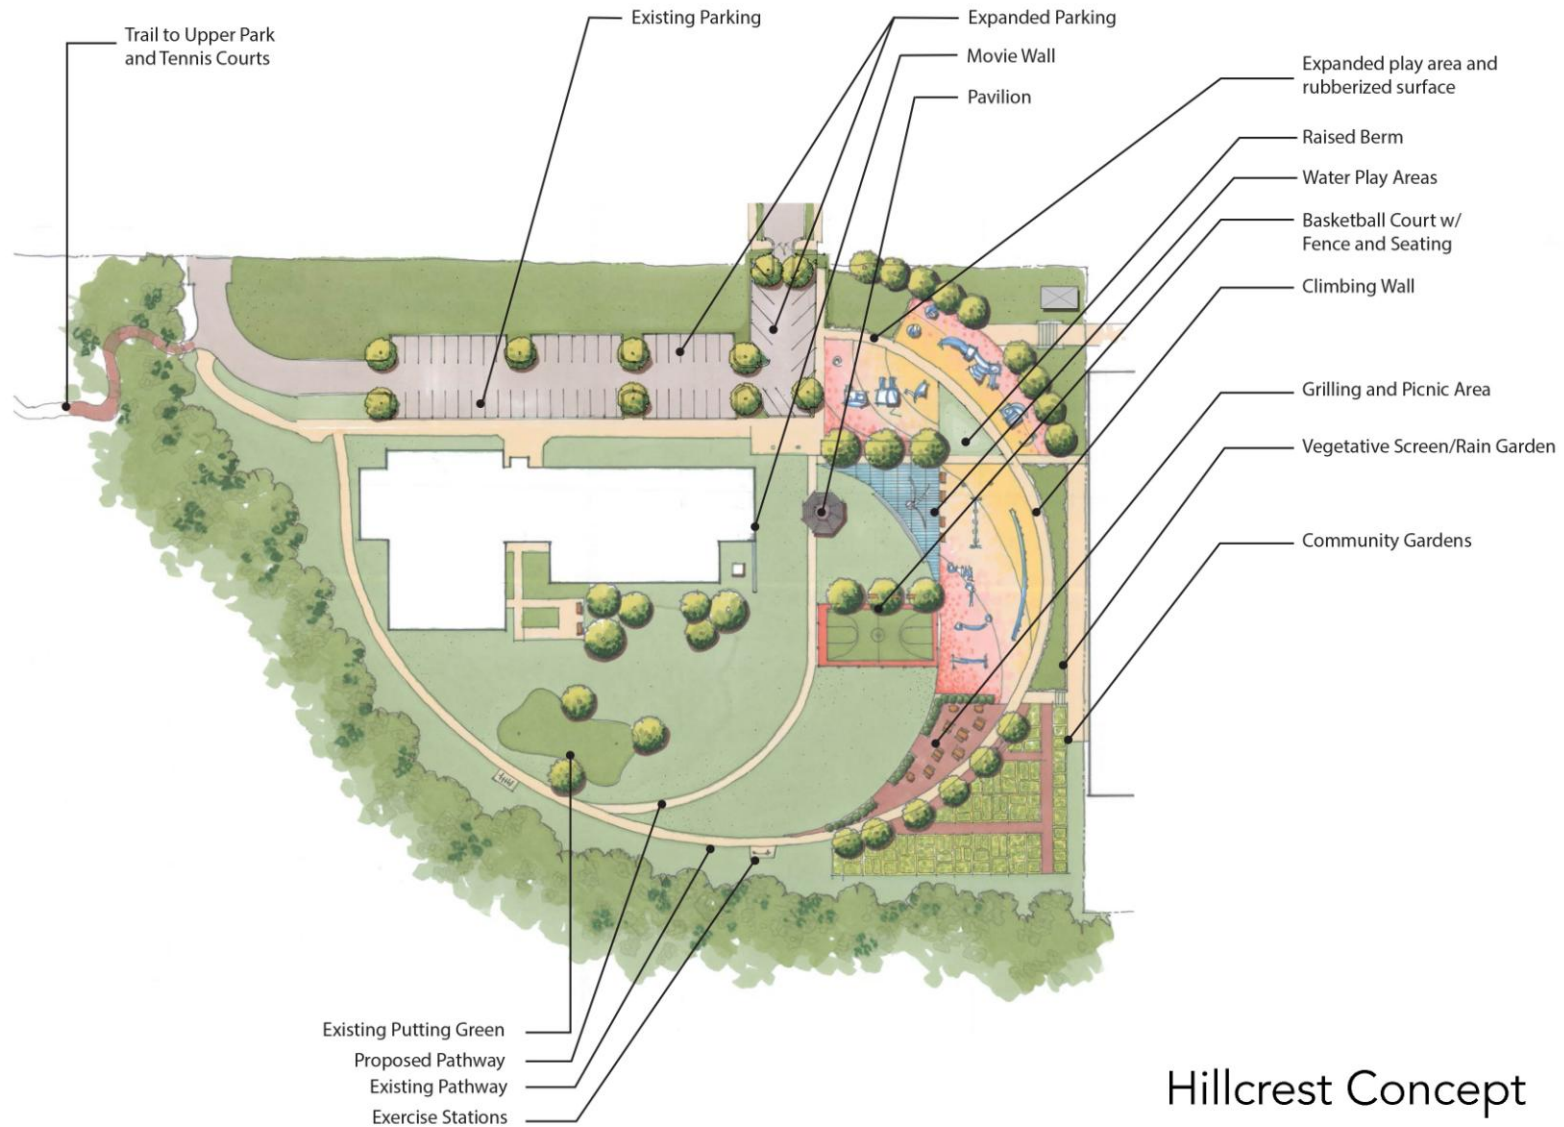 Trail to Upper Park
and Tennis Courts
Existing Parking
Expanded Parking
Movie Wall
Pavilion
Expanded play area and
rubberized surface
Raised Berm
Water Play Areas
Basketball Court w/
Fence and Seating
Climbing Wall
Grilling and Picnic Area
Vegetative Screen/Rain Garden
Community Gardens
Existing Putting Green
Proposed Pathway
Existing Pathway
Exercise Stations
Hillcrest Concept